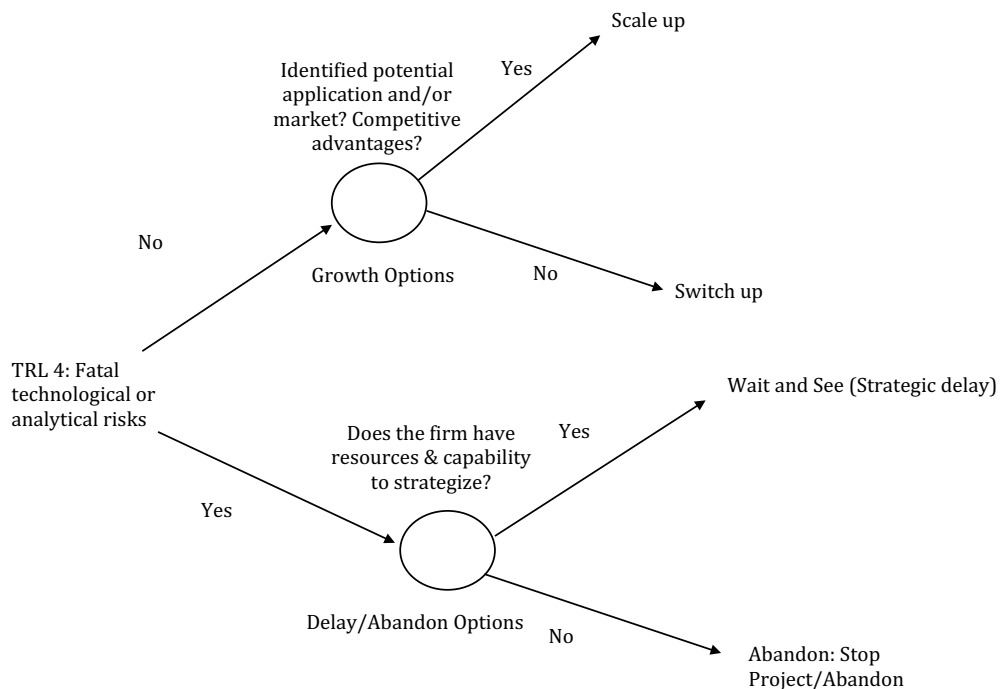 Scale up
Identified potential
application and/or
market? Competitive
advantages?
Yes
No
Growth Options
No
Switch up
TRL 4: Fatal
technological or
analytical risks
Wait and See (Strategic delay)
Does the firm have
resources & capability
to strategize?
Yes
Yes
Delay/Abandon Options
No
Abandon: Stop
Project/Abandon